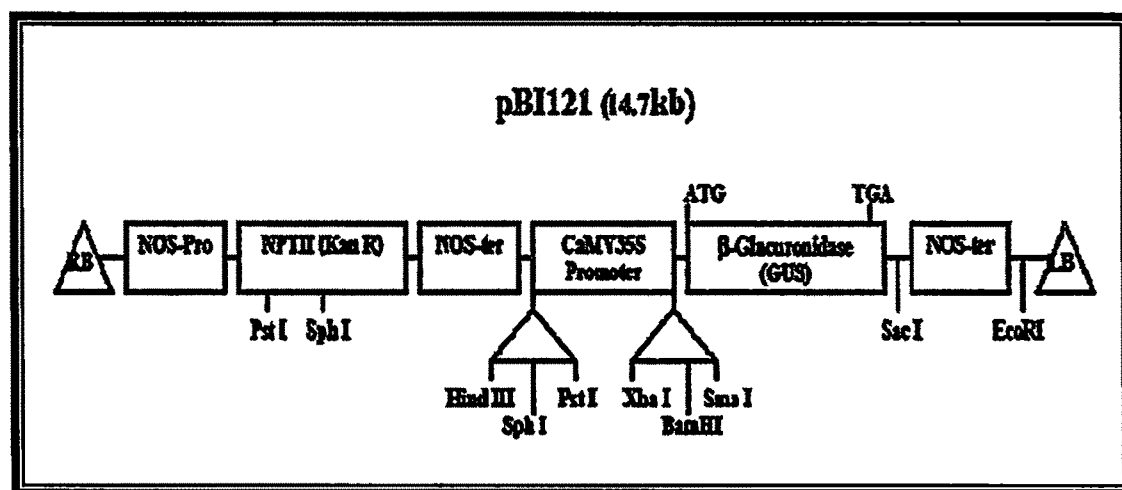 pBI121 (14.7kb)
ATG TGA
RB NOS-Pro NPTII (Kan R) NOS-ter CaMV35S Promoter β-Glucuronidase (GUS) NOS-ter LB
Pst I Sph I Sac I EcoRI
Hind III Pst I Xba I Sma I
Sph I BamHI